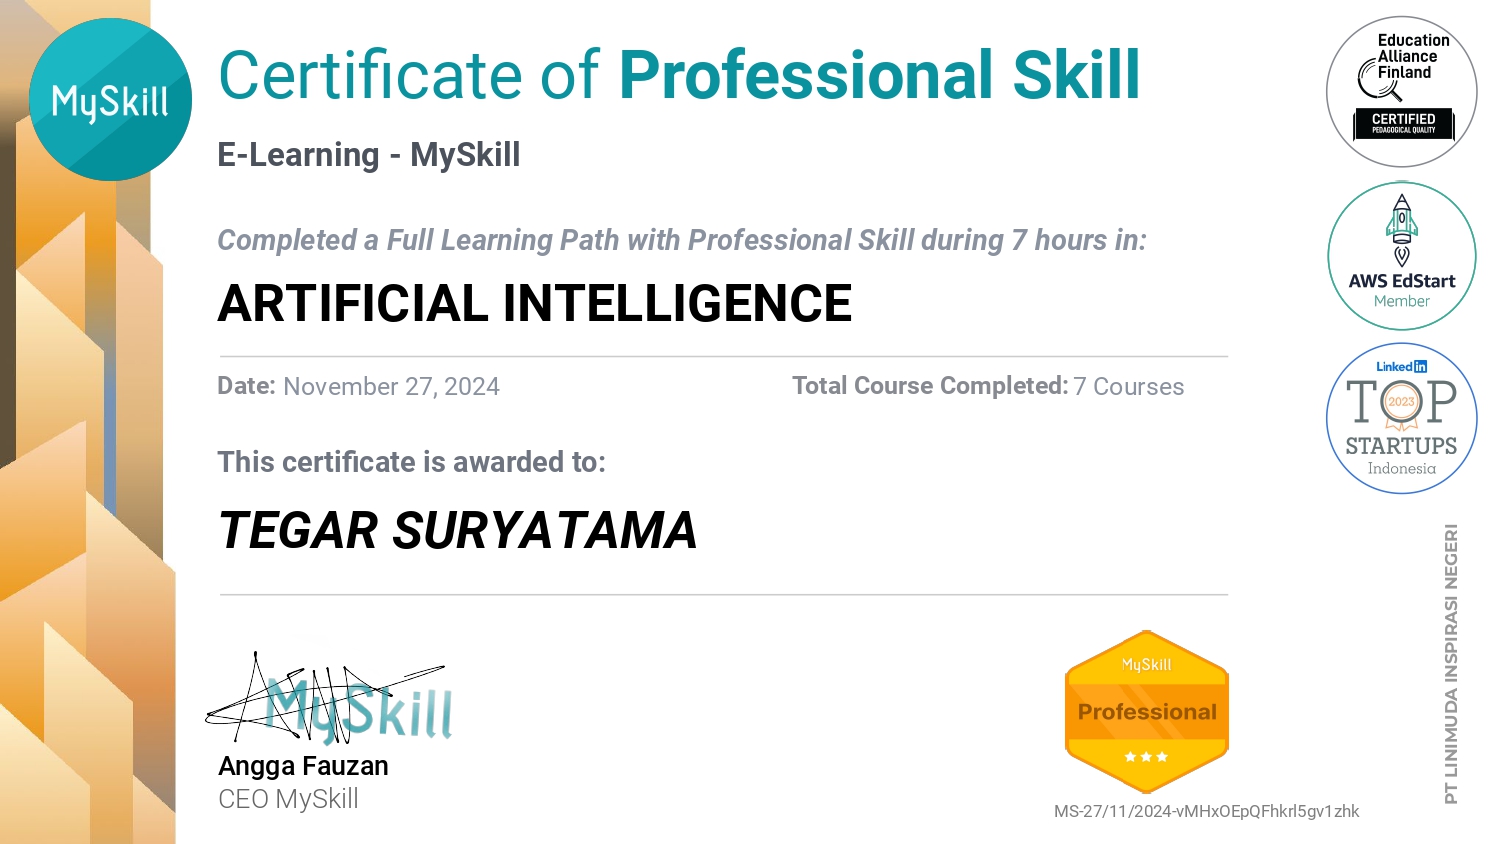 MySkill
Certificate of Professional Skill
E-Learning - MySkill
Completed a Full Learning Path with Professional Skill during 7 hours in:
ARTIFICIAL INTELLIGENCE
Date: November 27, 2024
Total Course Completed: 7 Courses
This certificate is awarded to:
TEGAR SURYATAMA
MySkill
Angga Fauzan
CEO MySkill
MySkill
Professional
MS-27/11/2024-vMHxOEpQFhkrl5gv1zhk
Education
Alliance
Finland
CERTIFIED
PEDAGOGICAL QUALITY
AWS EdStart
Member
Linked in
TOP
2023
STARTUPS
Indonesia
PT LINIMUDA INSPIRASI NEGERI